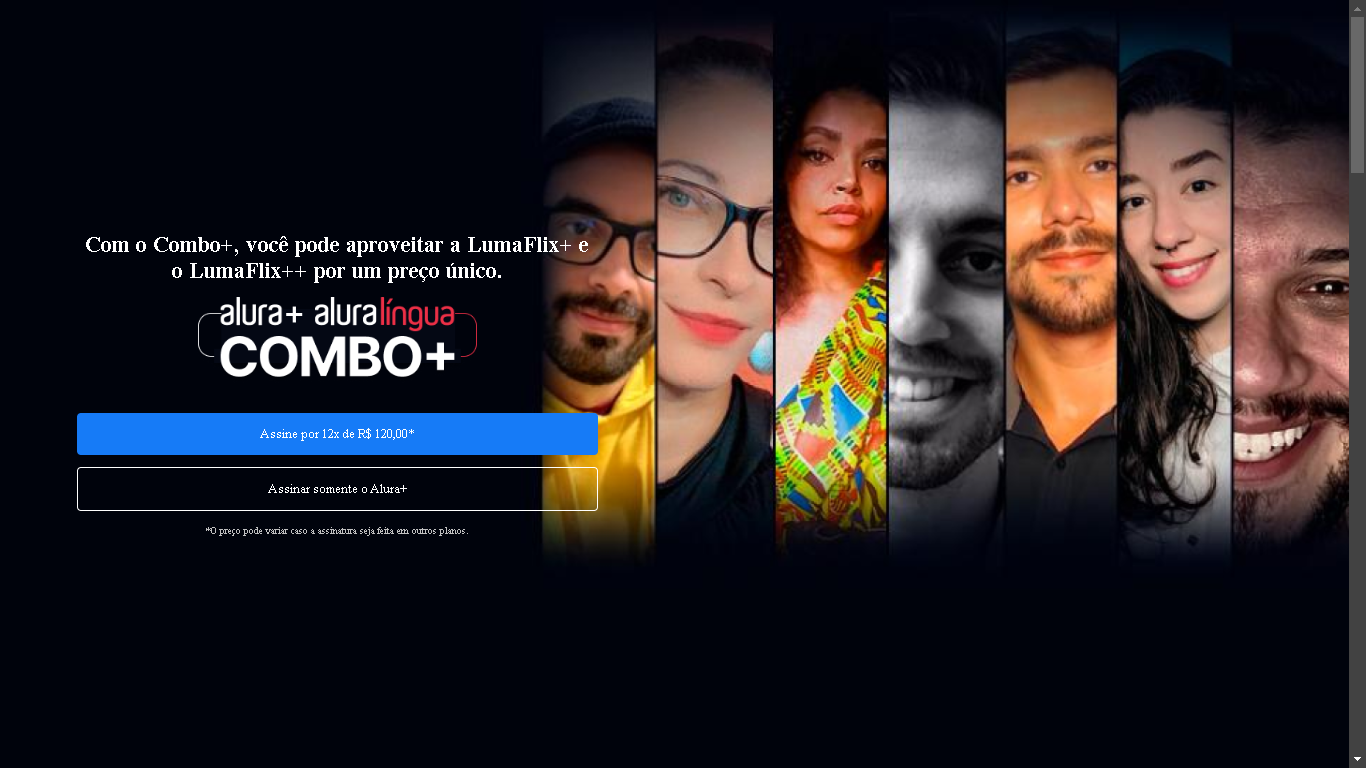 Com o Combo+, você pode aproveitar a LumaFlix+ e
o LumaFlix++ por um preço único.
alura+ aluralíngua
COMBO+
Assine por 12x de R$ 120,00*
Assinar somente o Alura+
*O preço pode variar caso a assinatura seja feita em outros planos.